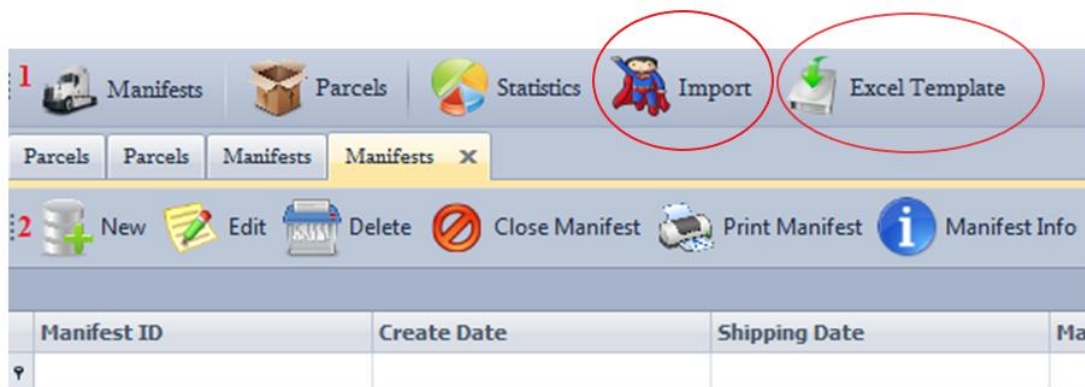 1 Manifests Parcels Statistics Import Excel Template
Parcels Parcels Manifests Manifests
2 New Edit Delete Close Manifest Print Manifest Manifest Info
Manifest ID Create Date Shipping Date Ma